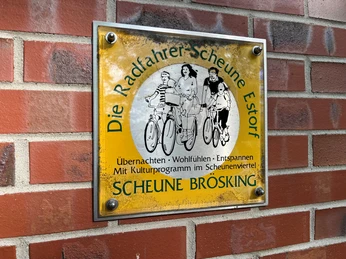 Die Radfahrer-Scheune Estorf
Übernachten • Wohlfühlen • Entspannen
Mit Kulturprogramm im Scheunenviertel
SCHEUNE BRÖSKING